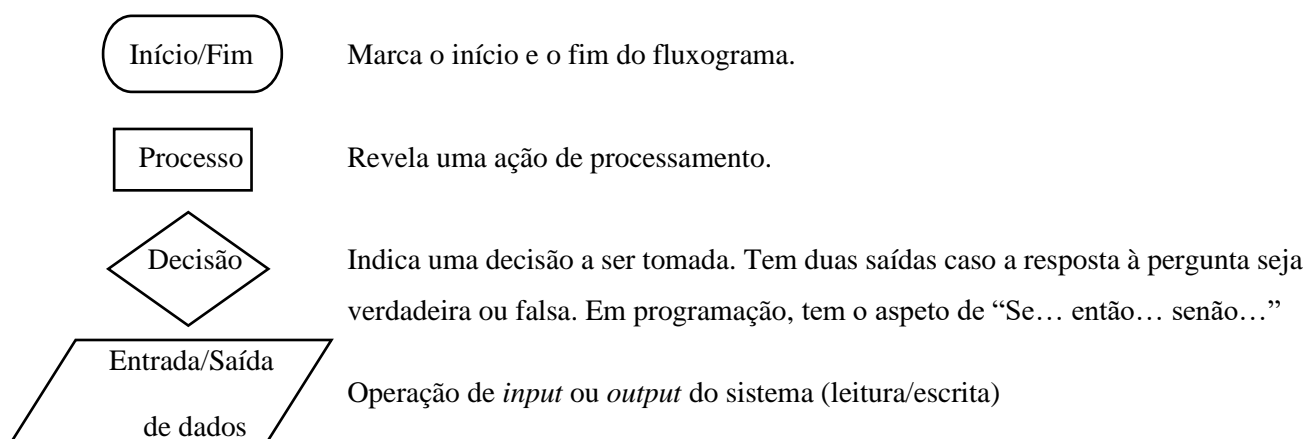 Início/Fim
Marca o início e o fim do fluxograma.
Processo
Revela uma ação de processamento.
Decisão
Indica uma decisão a ser tomada. Tem duas saídas caso a resposta à pergunta seja
verdadeira ou falsa. Em programação, tem o aspeto de “Se… então… senão…”
Entrada/Saída
de dados
Operação de input ou output do sistema (leitura/escrita)